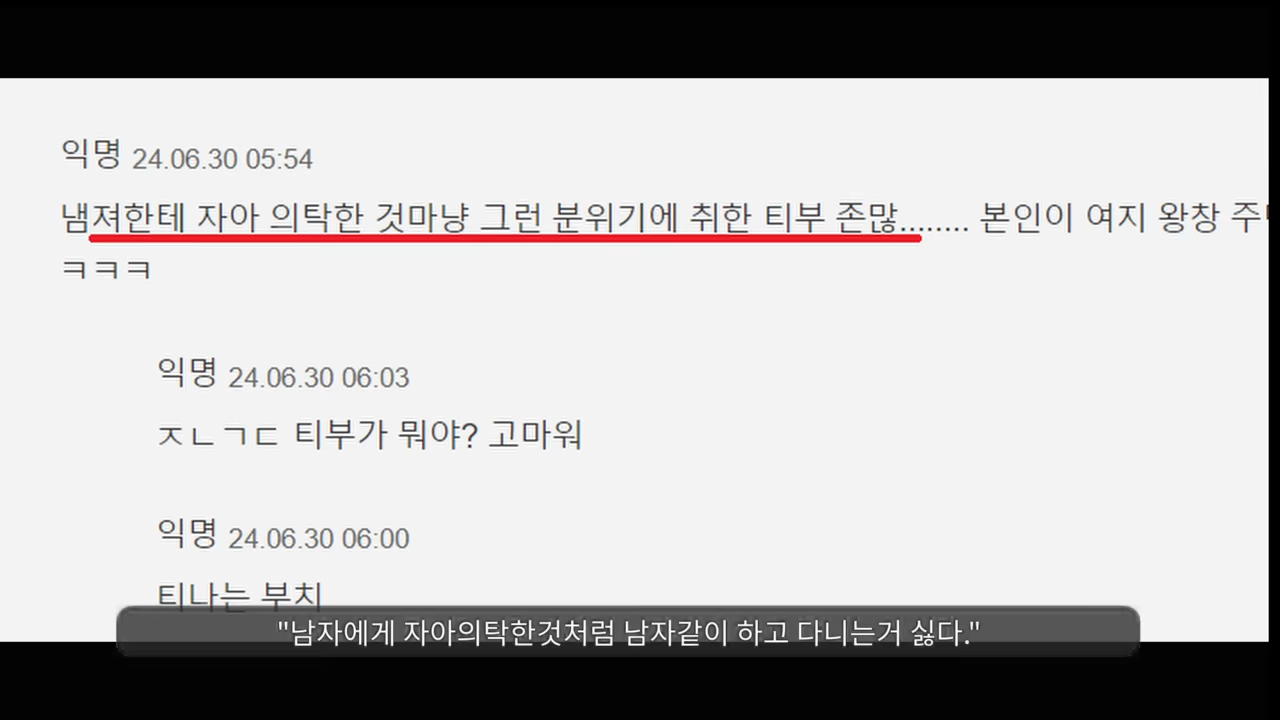 익명 24.06.30 05:54
냄져한테 자아 의탁한 것마냥 그런 분위기에 취한 티부 존많........ 본인이 여지 왕창
ㅋㅋㅋ
익명 24.06.30 06:03
ㅈㄴㄱㄷ 티부가 뭐야? 고마워
익명 24.06.30 06:00
티나는 부치
"남자에게 자아의탁한것처럼 남자같이 하고 다니는거 싫다."